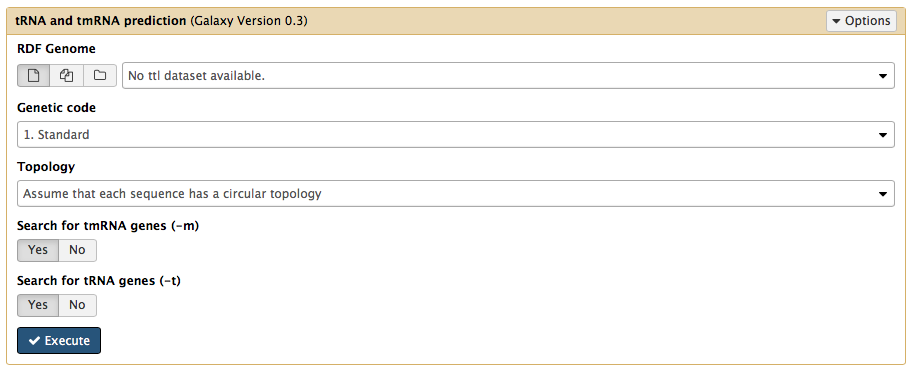 tRNA and tmRNA prediction (Galaxy Version 0.3) Options
RDF Genome
No ttl dataset available.
Genetic code
1. Standard
Topology
Assume that each sequence has a circular topology
Search for tmRNA genes (-m)
Yes No
Search for tRNA genes (-t)
Yes No
Execute